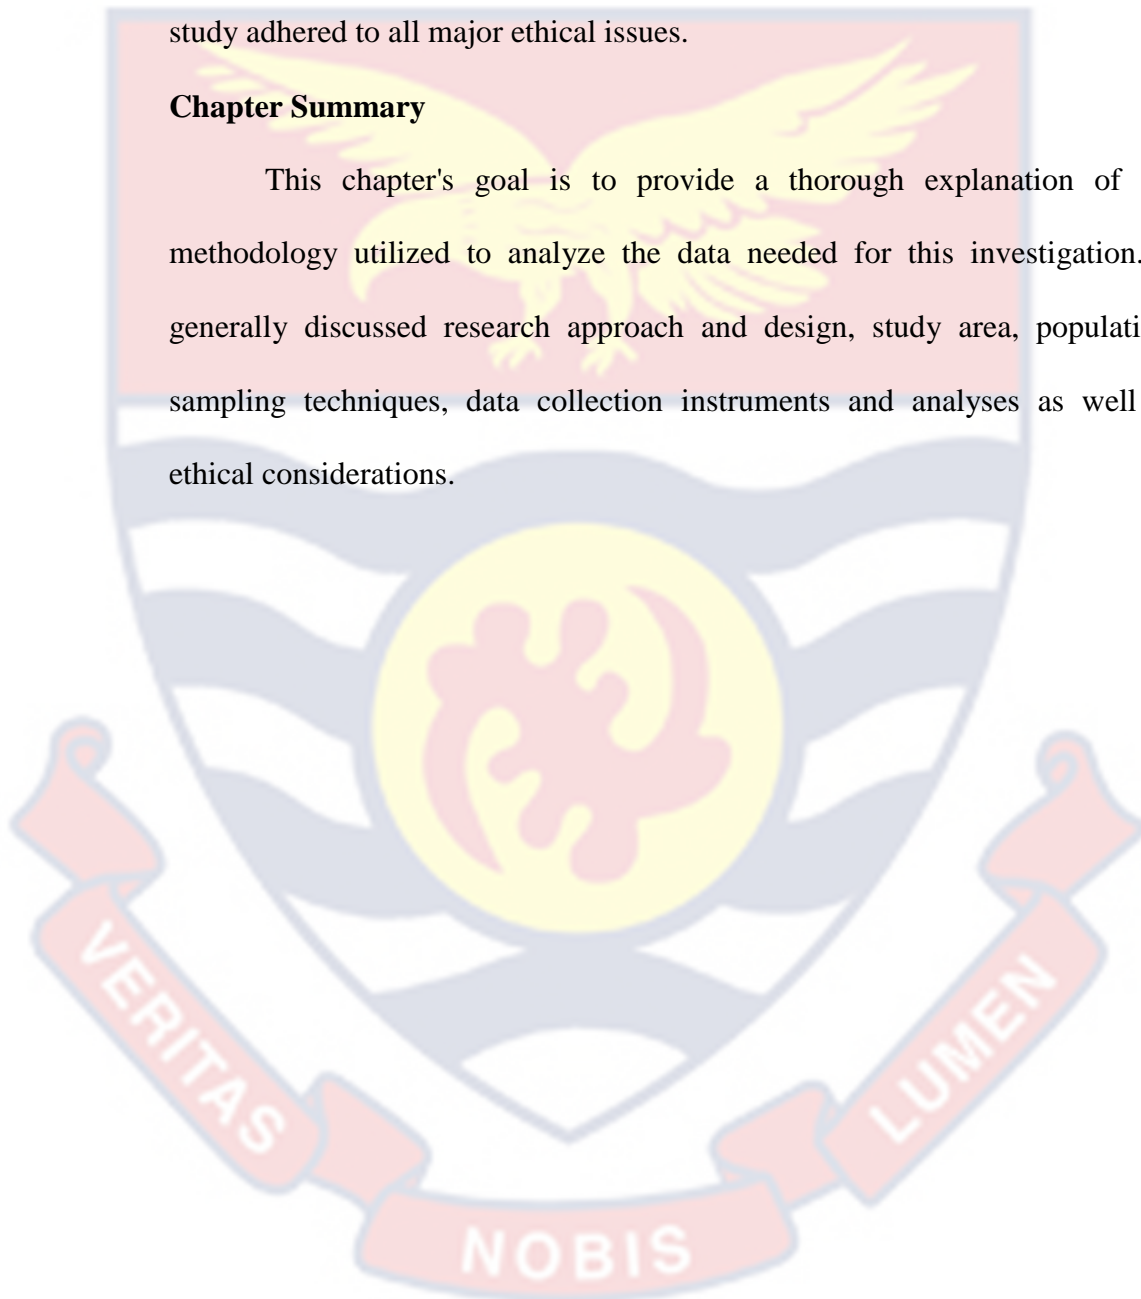 study adhered to all major ethical issues.
Chapter Summary
This chapter's goal is to provide a thorough explanation of
methodology utilized to analyze the data needed for this investigation.
generally discussed research approach and design, study area, populati
sampling techniques, data collection instruments and analyses as well
ethical considerations.
VERITAS
NOBIS
LUMEN